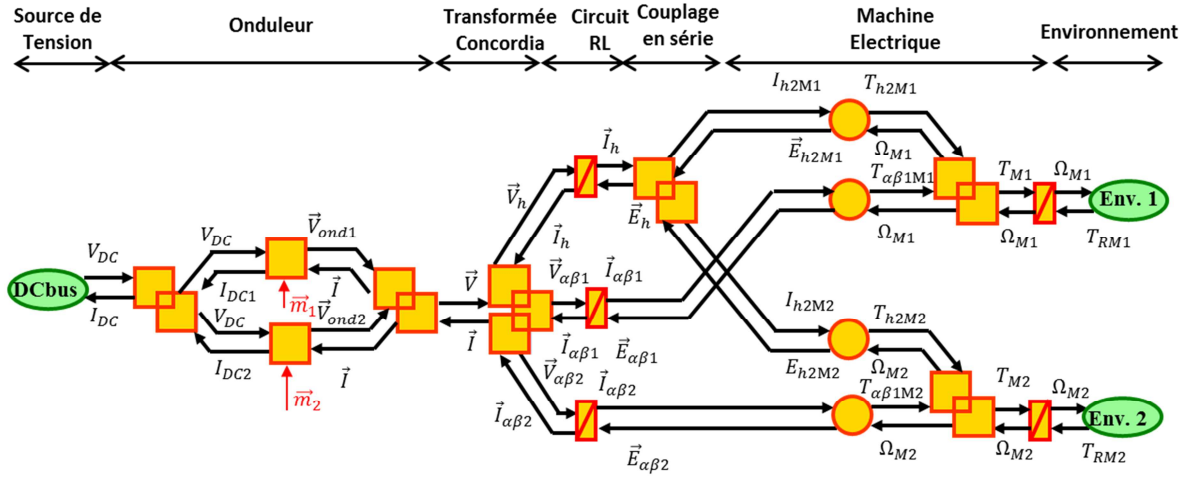 Source de
Tension
Onduleur
Transformée
Concordia
Circuit
RL
Couplage
en série
Machine
Electrique
Environnement
DCbus
V_{DC}
I_{DC}
V_{DC}
I_{DC1}
V_{DC}
I_{DC2}
\vec{V}_{ond1}
\vec{I}
\vec{m}_1
\vec{V}_{ond2}
\vec{I}
\vec{m}_2
\vec{V}
\vec{I}
\vec{V}_h
\vec{I}_h
\vec{V}_{αβ1}
\vec{I}_{αβ1}
\vec{V}_{αβ2}
\vec{I}_{αβ2}
\vec{I}_h
\vec{E}_h
\vec{I}_{αβ1}
\vec{E}_{αβ1}
\vec{I}_{αβ2}
\vec{E}_{αβ2}
I_{h2M1}
\vec{E}_{h2M1}
T_{h2M1}
Ω_{M1}
T_{αβ1M1}
Ω_{M1}
T_{M1}
Ω_{M1}
Ω_{M1}
T_{RM1}
Env. 1
I_{h2M2}
E_{h2M2}
T_{h2M2}
Ω_{M2}
T_{αβ1M2}
Ω_{M2}
T_{M2}
Ω_{M2}
Ω_{M2}
T_{RM2}
Env. 2